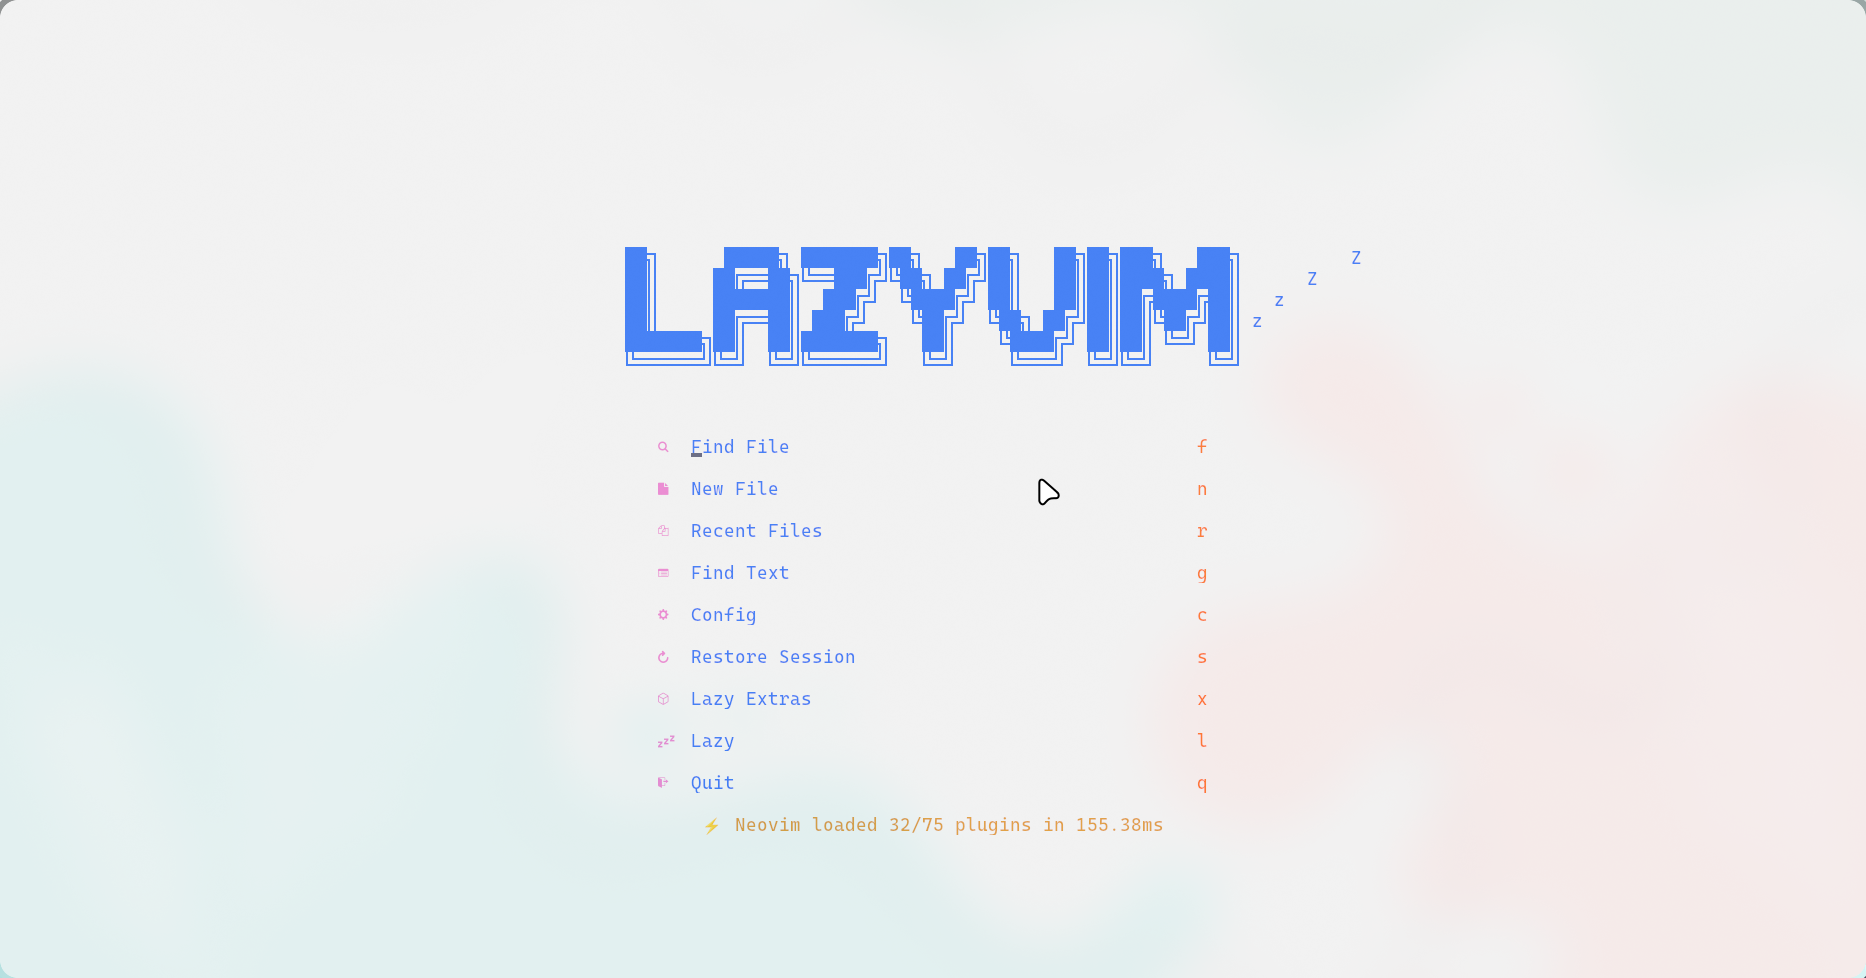 LAZYVIM
Z
Z
z
z
Find File f
New File n
Recent Files r
Find Text g
Config c
Restore Session s
Lazy Extras x
zzz Lazy l
Quit q
⚡ Neovim loaded 32/75 plugins in 155.38ms